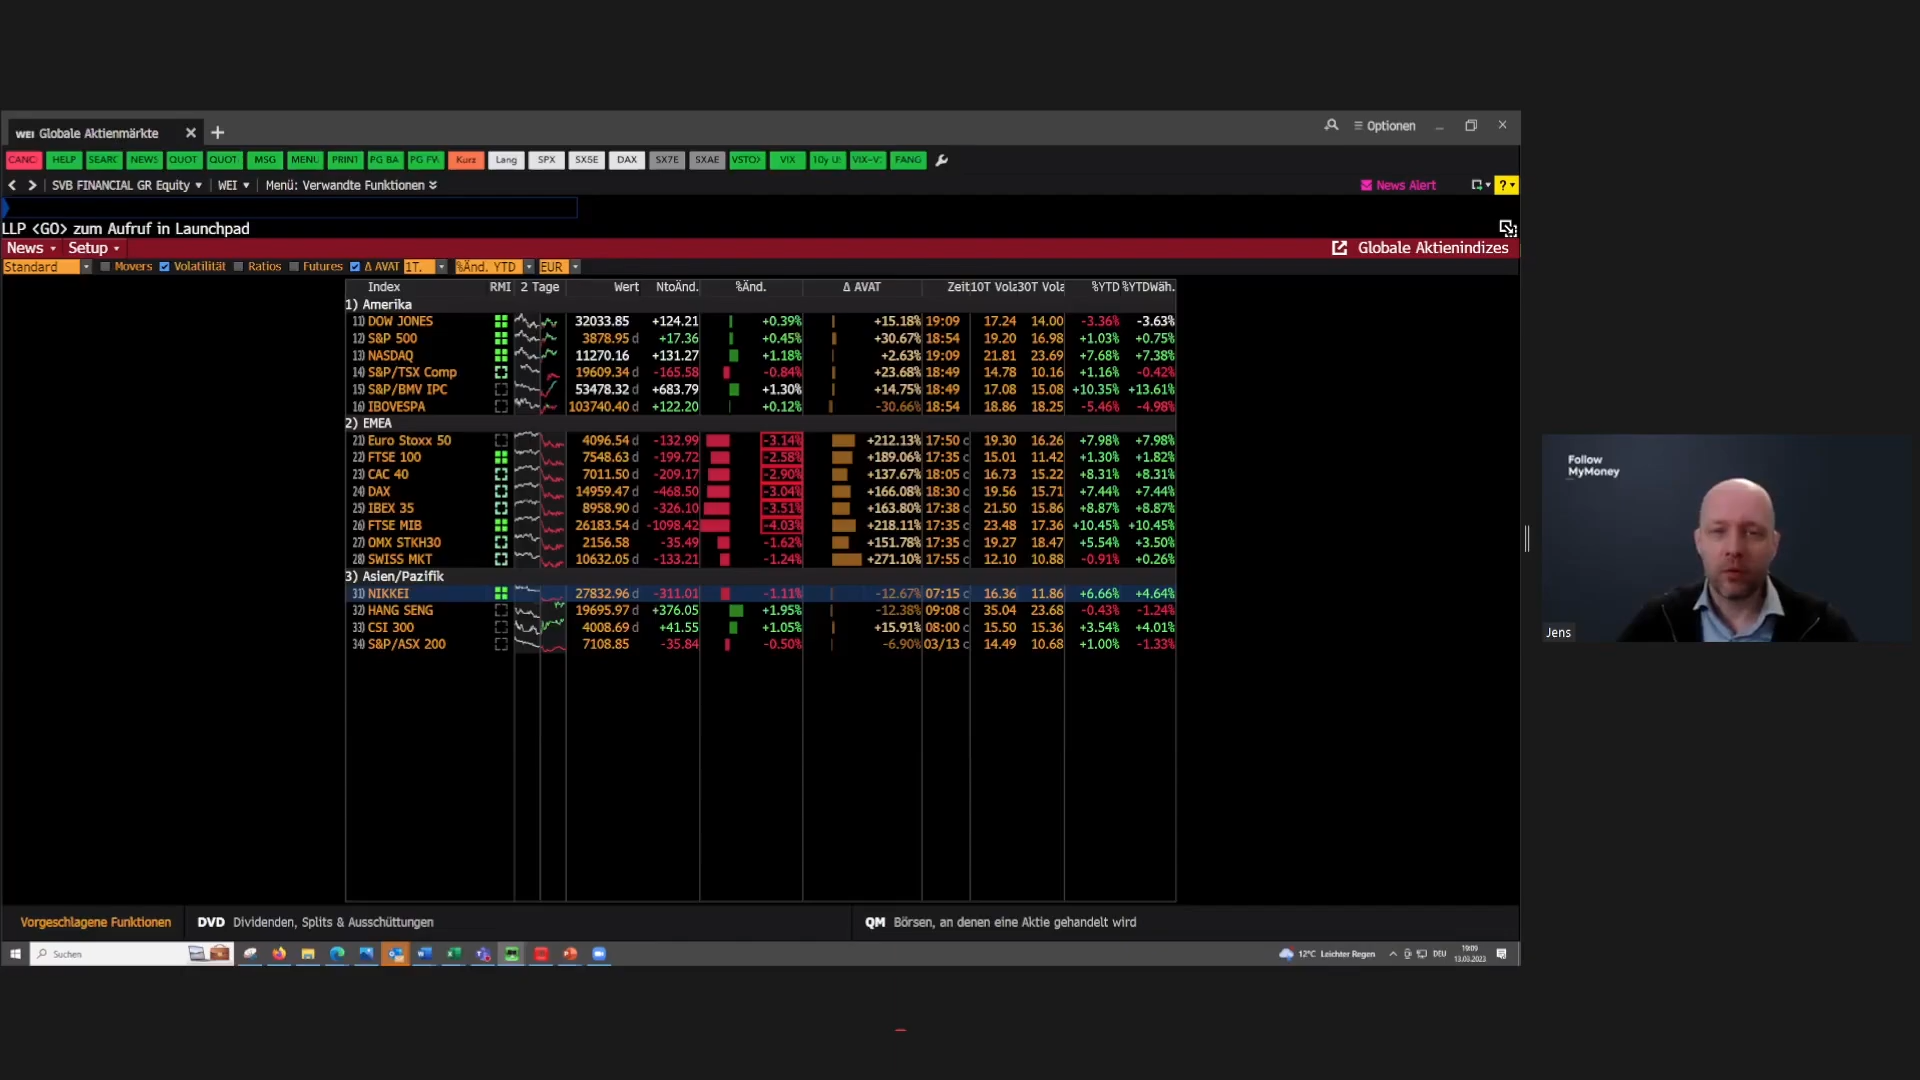 WEI Globale Aktienmärkte
Optionen
CANC HELP SEARC NEWS QUOT QUOT MSG MENU PRINT PG BA PG FW Kurz Lang SPX SX5E DAX SX7E SXAE VSTOX VIX 10y U: VIX-V: FANG
SVB FINANCIAL GR Equity WEI Menü: Verwandte Funktionen News Alert ?
LLP <GO> zum Aufruf in Launchpad
News Setup Globale Aktienindizes
Standard Movers Volatilität Ratios Futures Δ AVAT 1T. %Änd. YTD EUR
Index RMI 2 Tage Wert NtoÄnd. %Änd. Δ AVAT Zeit 10T Vola 30T Vola %YTD %YTDWäh.
1) Amerika
11) DOW JONES 32033.85 +124.21 +0.39% +15.18% 19:09 17.24 14.00 -3.36% -3.63%
12) S&P 500 3878.95 d +17.36 +0.45% +30.67% 18:54 19.20 16.98 +1.03% +0.75%
13) NASDAQ 11270.16 +131.27 +1.18% +2.63% 19:09 21.81 23.69 +7.68% +7.38%
14) S&P/TSX Comp 19609.34 d -165.58 -0.84% +23.68% 18:49 14.78 10.16 +1.16% -0.42%
15) S&P/BMV IPC 53478.32 d +683.79 +1.30% +14.75% 18:49 17.08 15.08 +10.35% +13.61%
16) IBOVESPA 103740.40 d +122.20 +0.12% -30.66% 18:54 18.86 18.25 -5.46% -4.98%
2) EMEA
21) Euro Stoxx 50 4096.54 d -132.99 -3.14% +212.13% 17:50 c 19.30 16.26 +7.98% +7.98%
22) FTSE 100 7548.63 d -199.72 -2.58% +189.06% 17:35 c 15.01 11.42 +1.30% +1.82%
23) CAC 40 7011.50 d -209.17 -2.90% +137.67% 18:05 c 16.73 15.22 +8.31% +8.31%
24) DAX 14959.47 d -468.50 -3.04% +166.08% 18:30 c 19.56 15.71 +7.44% +7.44%
25) IBEX 35 8958.90 d -326.10 -3.51% +163.80% 17:38 c 21.50 15.86 +8.87% +8.87%
26) FTSE MIB 26183.54 d -1098.42 -4.03% +218.11% 17:35 c 23.48 17.36 +10.45% +10.45%
27) OMX STKH30 2156.58 -35.49 -1.62% +151.78% 17:35 c 19.27 18.47 +5.54% +3.50%
28) SWISS MKT 10632.05 d -133.21 -1.24% +271.10% 17:55 c 12.10 10.88 -0.91% +0.26%
3) Asien/Pazifik
31) NIKKEI 27832.96 d -311.01 -1.11% -12.67% 07:15 c 16.36 11.86 +6.66% +4.64%
32) HANG SENG 19695.97 d +376.05 +1.95% -12.38% 09:08 c 35.04 23.68 -0.43% -1.24%
33) CSI 300 4008.69 d +41.55 +1.05% +15.91% 08:00 c 15.50 15.36 +3.54% +4.01%
34) S&P/ASX 200 7108.85 -35.84 -0.50% -6.90% 03/13 c 14.49 10.68 +1.00% -1.33%
Follow
MyMoney
Jens
Vorgeschlagene Funktionen DVD Dividenden, Splits & Ausschüttungen QM Börsen, an denen eine Aktie gehandelt wird
Suchen
12°C Leichter Regen DEU 19:09
13.03.2023